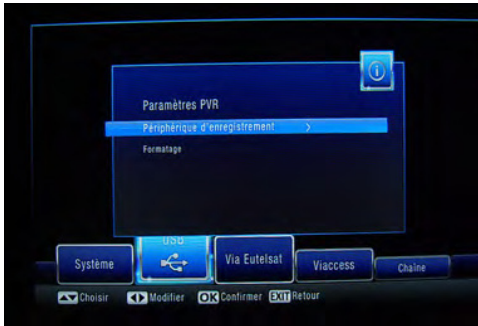 Paramètres PVR
Périphérique d'enregistrement >
Formatage
USB
Système
Via Eutelsat
Viaccess
Chaîne
Choisir Modifier OK Confirmer EXIT Retour